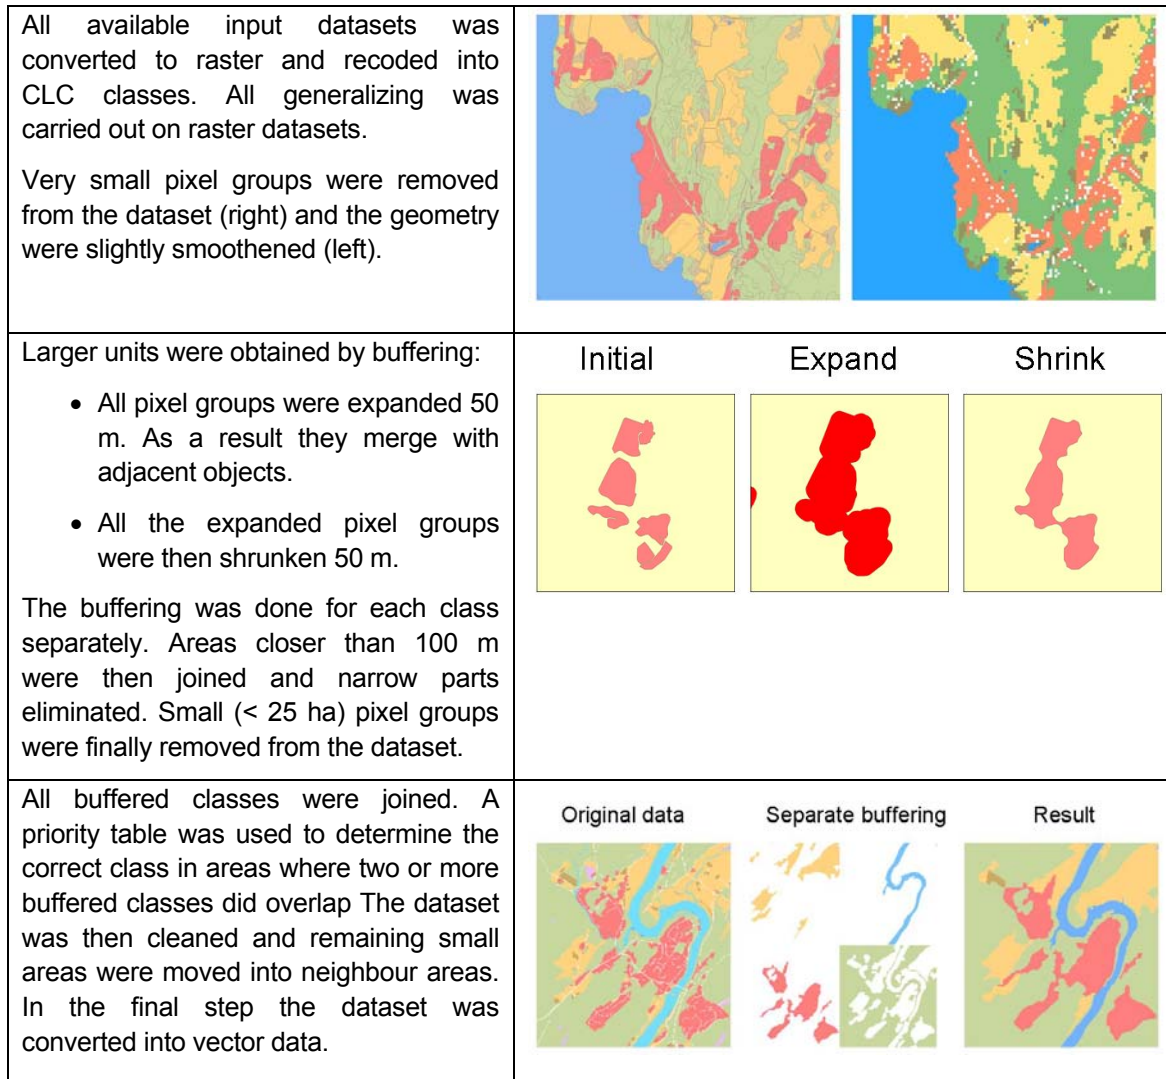 All available input datasets was
converted to raster and recoded into
CLC classes. All generalizing was
carried out on raster datasets.
Very small pixel groups were removed
from the dataset (right) and the geometry
were slightly smoothened (left).
Larger units were obtained by buffering:
• All pixel groups were expanded 50
m. As a result they merge with
adjacent objects.
• All the expanded pixel groups
were then shrunken 50 m.
The buffering was done for each class
separately. Areas closer than 100 m
were then joined and narrow parts
eliminated. Small (< 25 ha) pixel groups
were finally removed from the dataset.
Initial Expand Shrink
All buffered classes were joined. A
priority table was used to determine the
correct class in areas where two or more
buffered classes did overlap The dataset
was then cleaned and remaining small
areas were moved into neighbour areas.
In the final step the dataset was
converted into vector data.
Original data Separate buffering Result